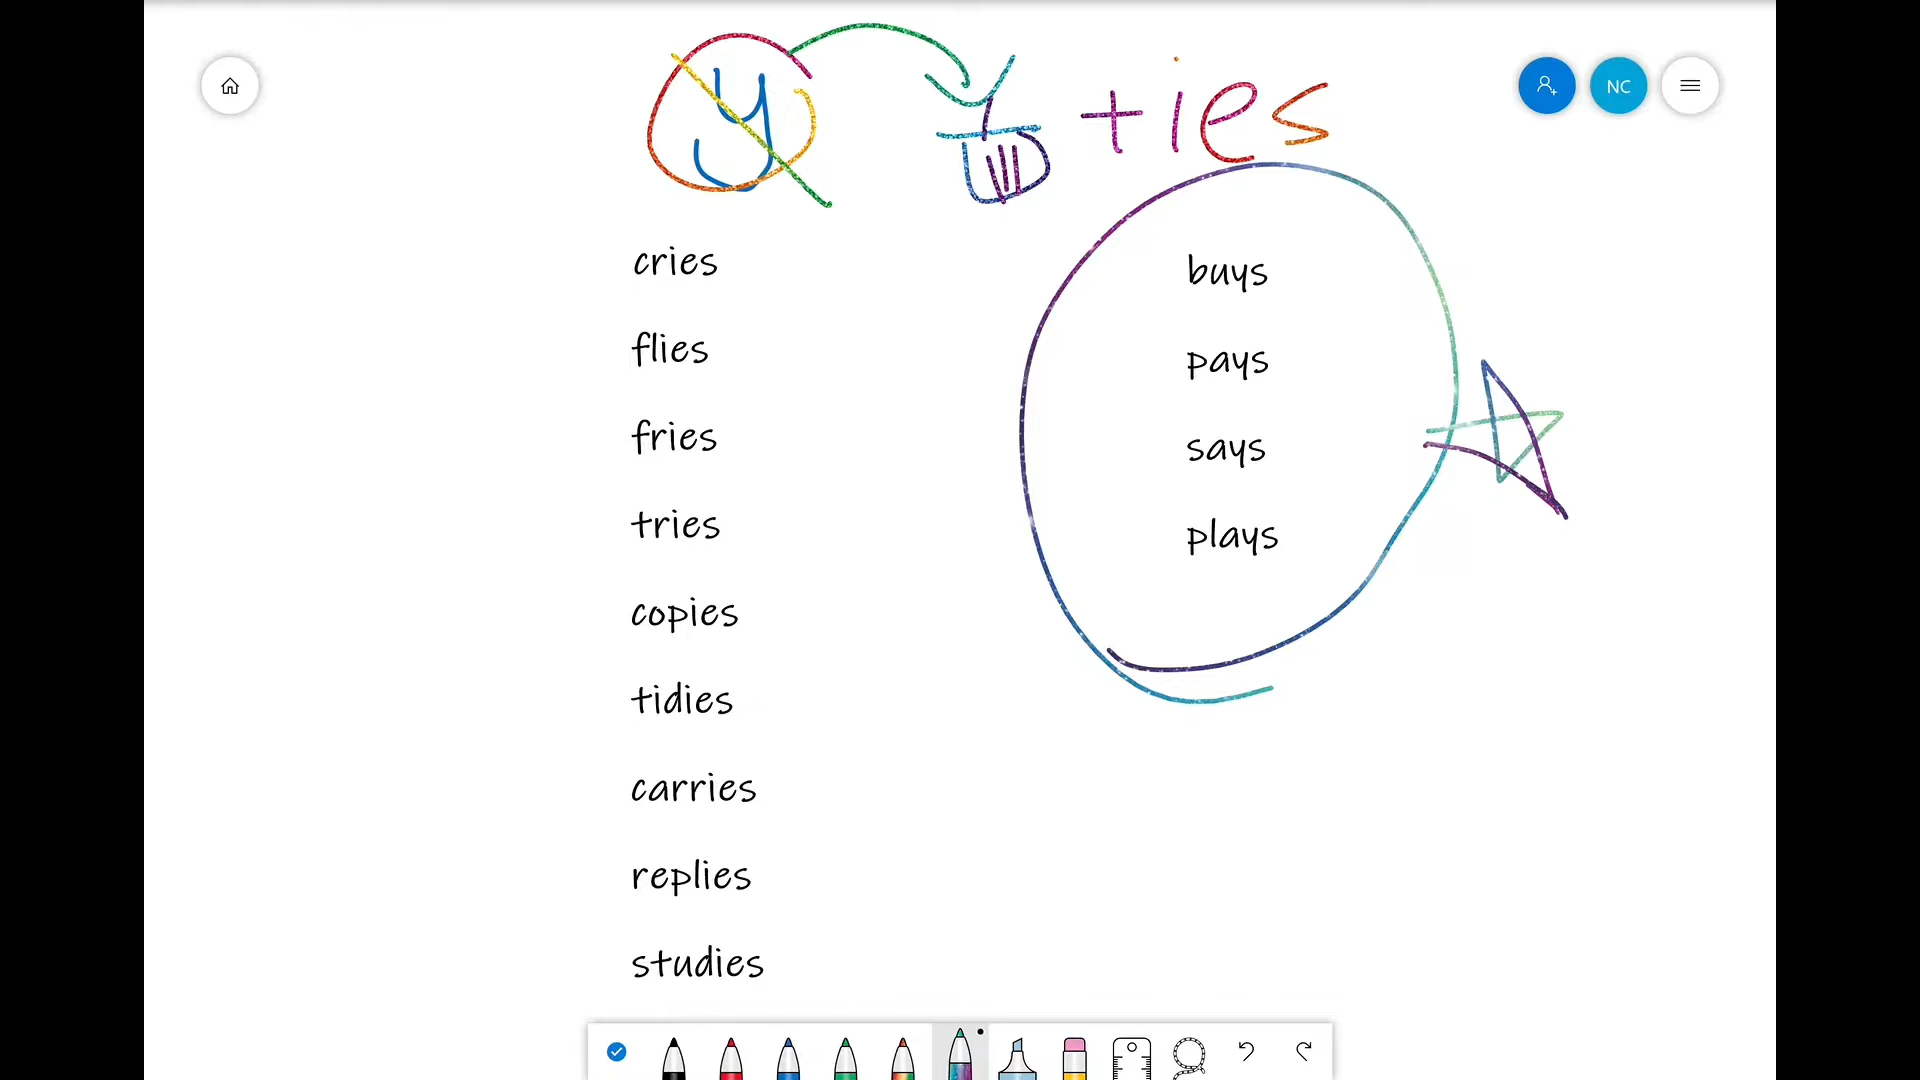 y y + ies
NC
cries
flies
fries
tries
copies
tidies
carries
replies
studies
buys
pays
says
plays